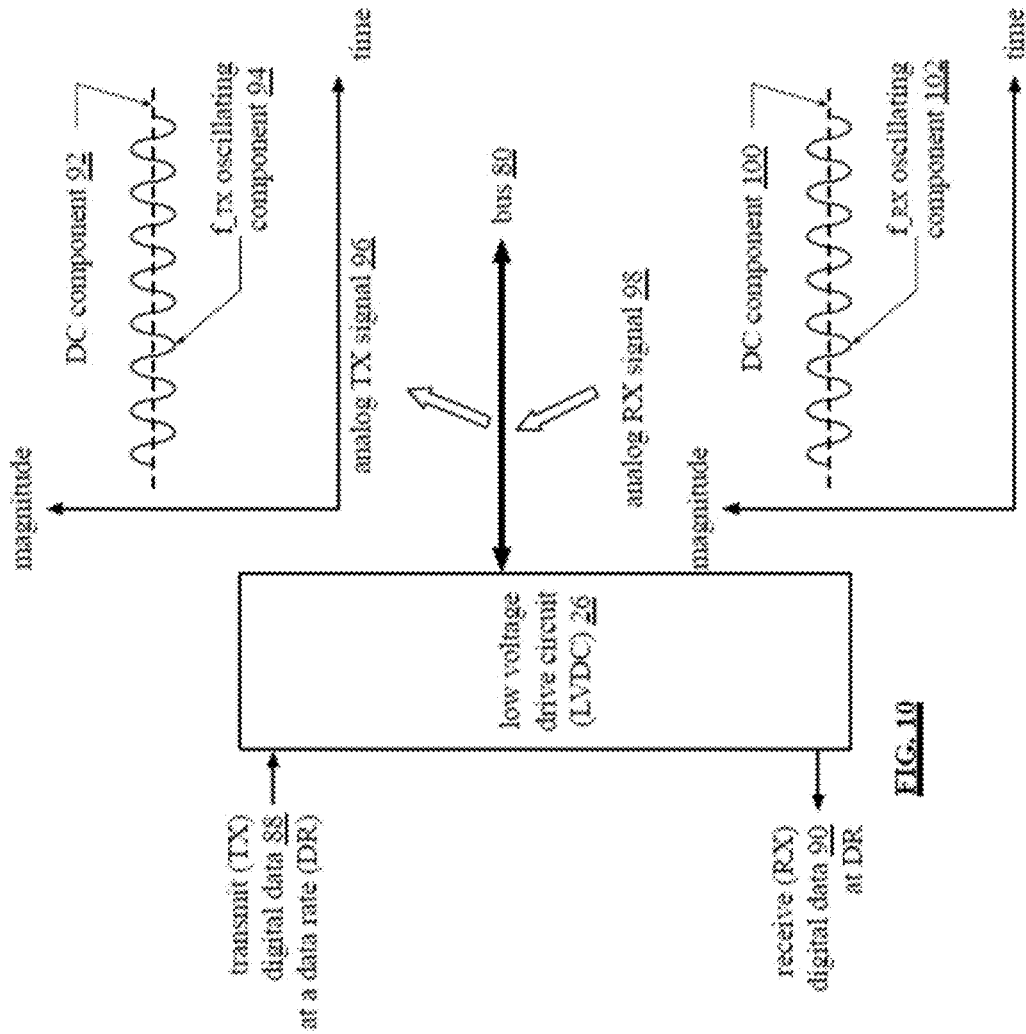 transmit (TX)
digital data 88
at a data rate (DR)
receive (RX)
digital data 90
at DR
low voltage
drive circuit
(LVDC) 26
magnitude
DC component 92
f_TX oscillating
component 94
time
analog TX signal 96
bus 80
analog RX signal 98
magnitude
DC component 100
f_RX oscillating
component 102
time
FIG. 10